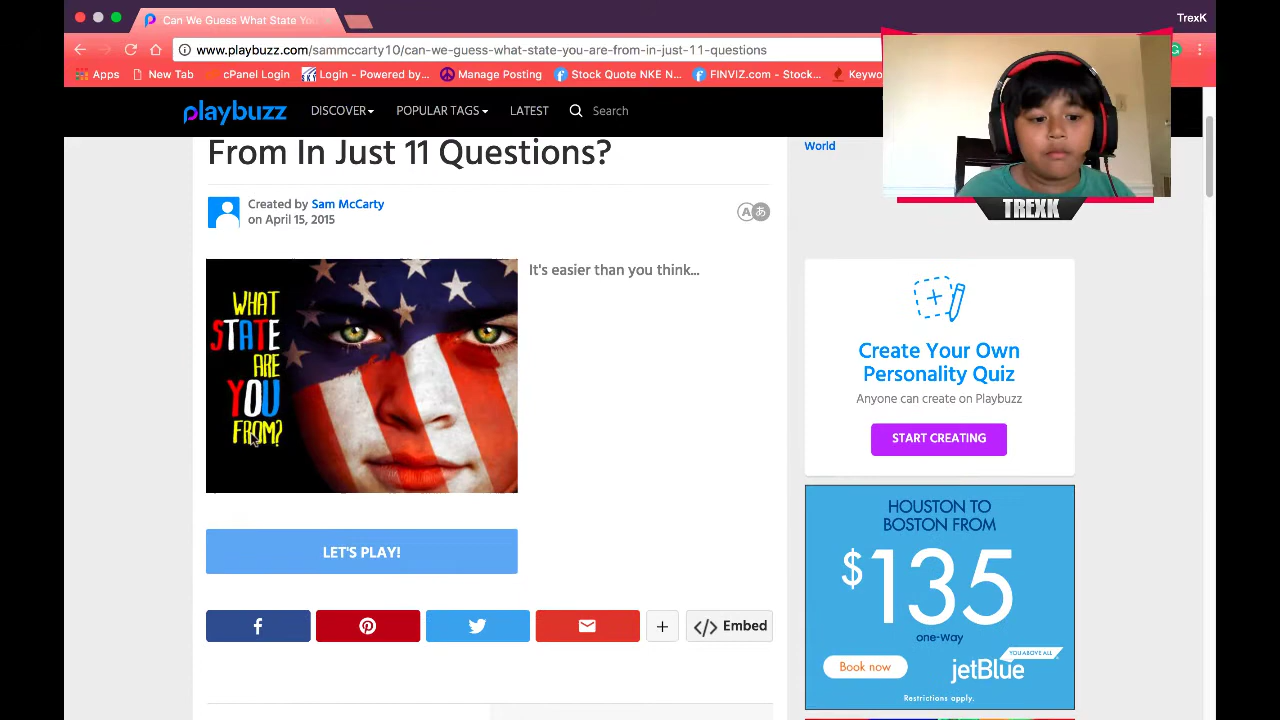 Can We Guess What State Yo
TrexK
www.playbuzz.com/sammccarty10/can-we-guess-what-state-you-are-from-in-just-11-questions
Apps
New Tab
cPanel Login
Login - Powered by...
Manage Posting
Stock Quote NKE N...
FINVIZ.com - Stock...
Keywo
playbuzz
DISCOVER
POPULAR TAGS
LATEST
Search
From In Just 11 Questions?
World
Created by Sam McCarty
on April 15, 2015
A あ
TREXK
WHAT
STATE
ARE
YOU
FROM?
It's easier than you think...
Create Your Own
Personality Quiz
Anyone can create on Playbuzz
START CREATING
LET'S PLAY!
HOUSTON TO
BOSTON FROM
$135
one-way
YOU ABOVE ALL
Book now
jetBlue
Restrictions apply.
f
+
</> Embed